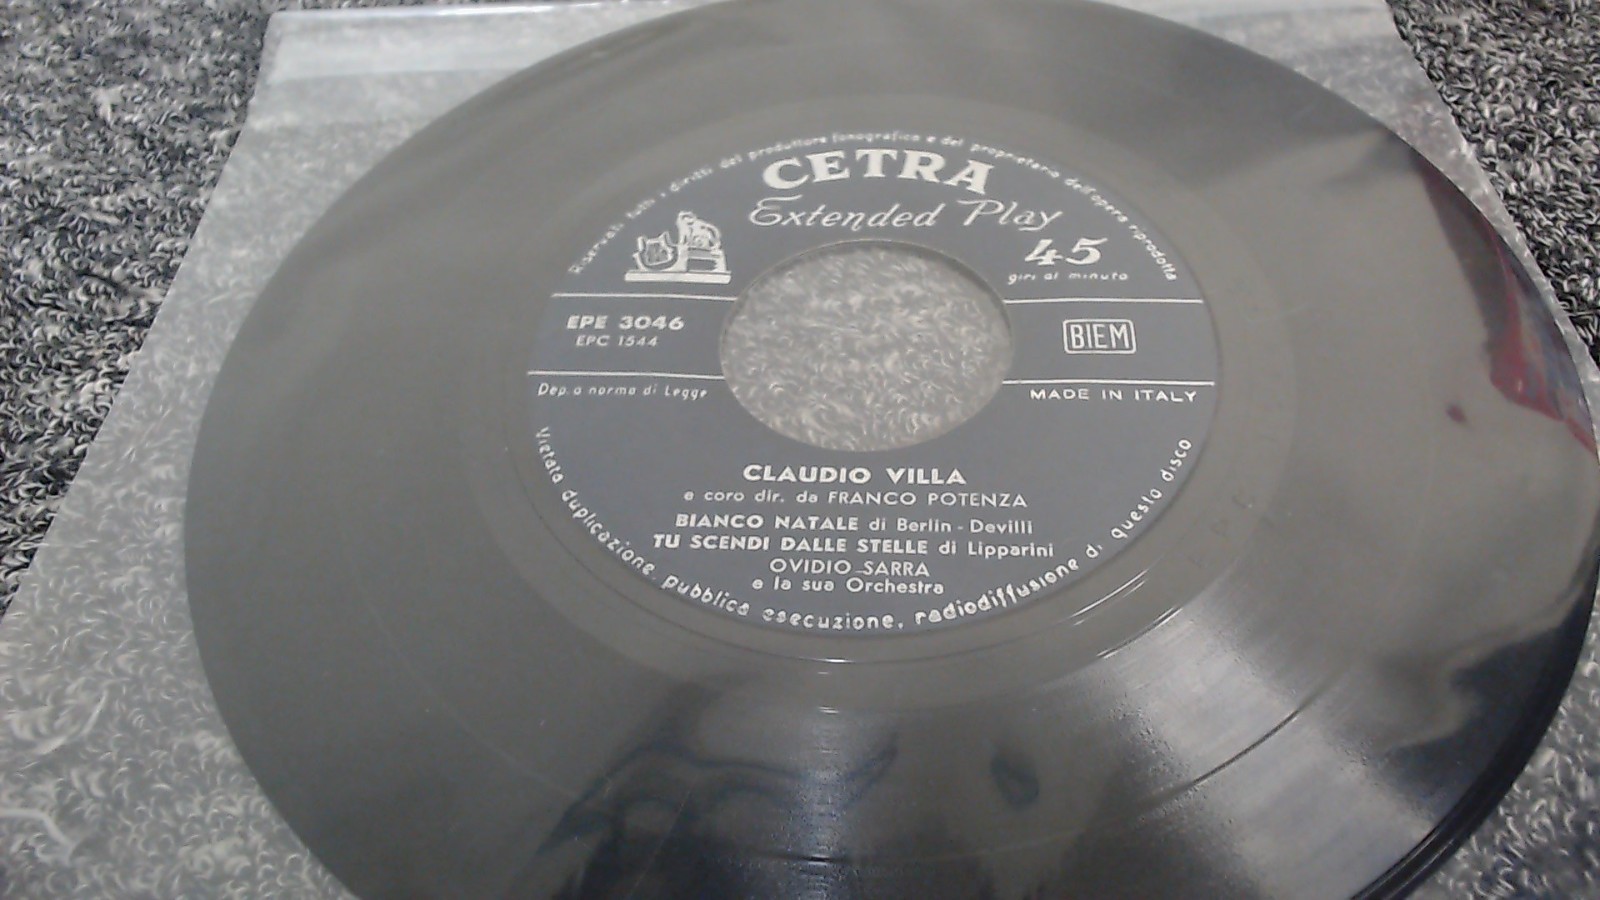 Riservati tutti i diritti del produttore fonografico e del proprietario dell'opera riprodotta
CETRA
Extended Play
45
giri al minuto
EPE 3046
EPC 1544
BIEM
Dep. a norma di Legge
MADE IN ITALY
CLAUDIO VILLA
e coro dir. da FRANCO POTENZA
BIANCO NATALE di Berlin - Devilli
TU SCENDI DALLE STELLE di Lipparini
OVIDIO SARRA
e la sua Orchestra
Vietata duplicazione, pubblica esecuzione, radiodiffusione di questo disco